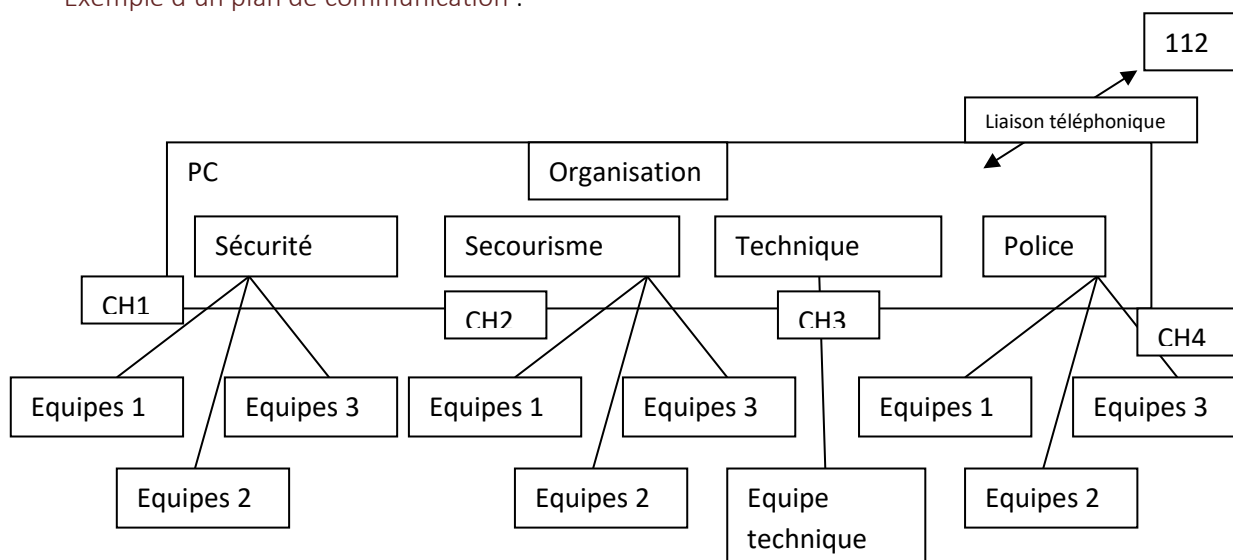 Exemple d'un plan de communication :
112
Liaison téléphonique
PC
Organisation
Sécurité
Secourisme
Technique
Police
CH1
CH2
CH3
CH4
Equipes 1
Equipes 3
Equipes 1
Equipes 3
Equipes 1
Equipes 3
Equipes 2
Equipes 2
Equipe
technique
Equipes 2